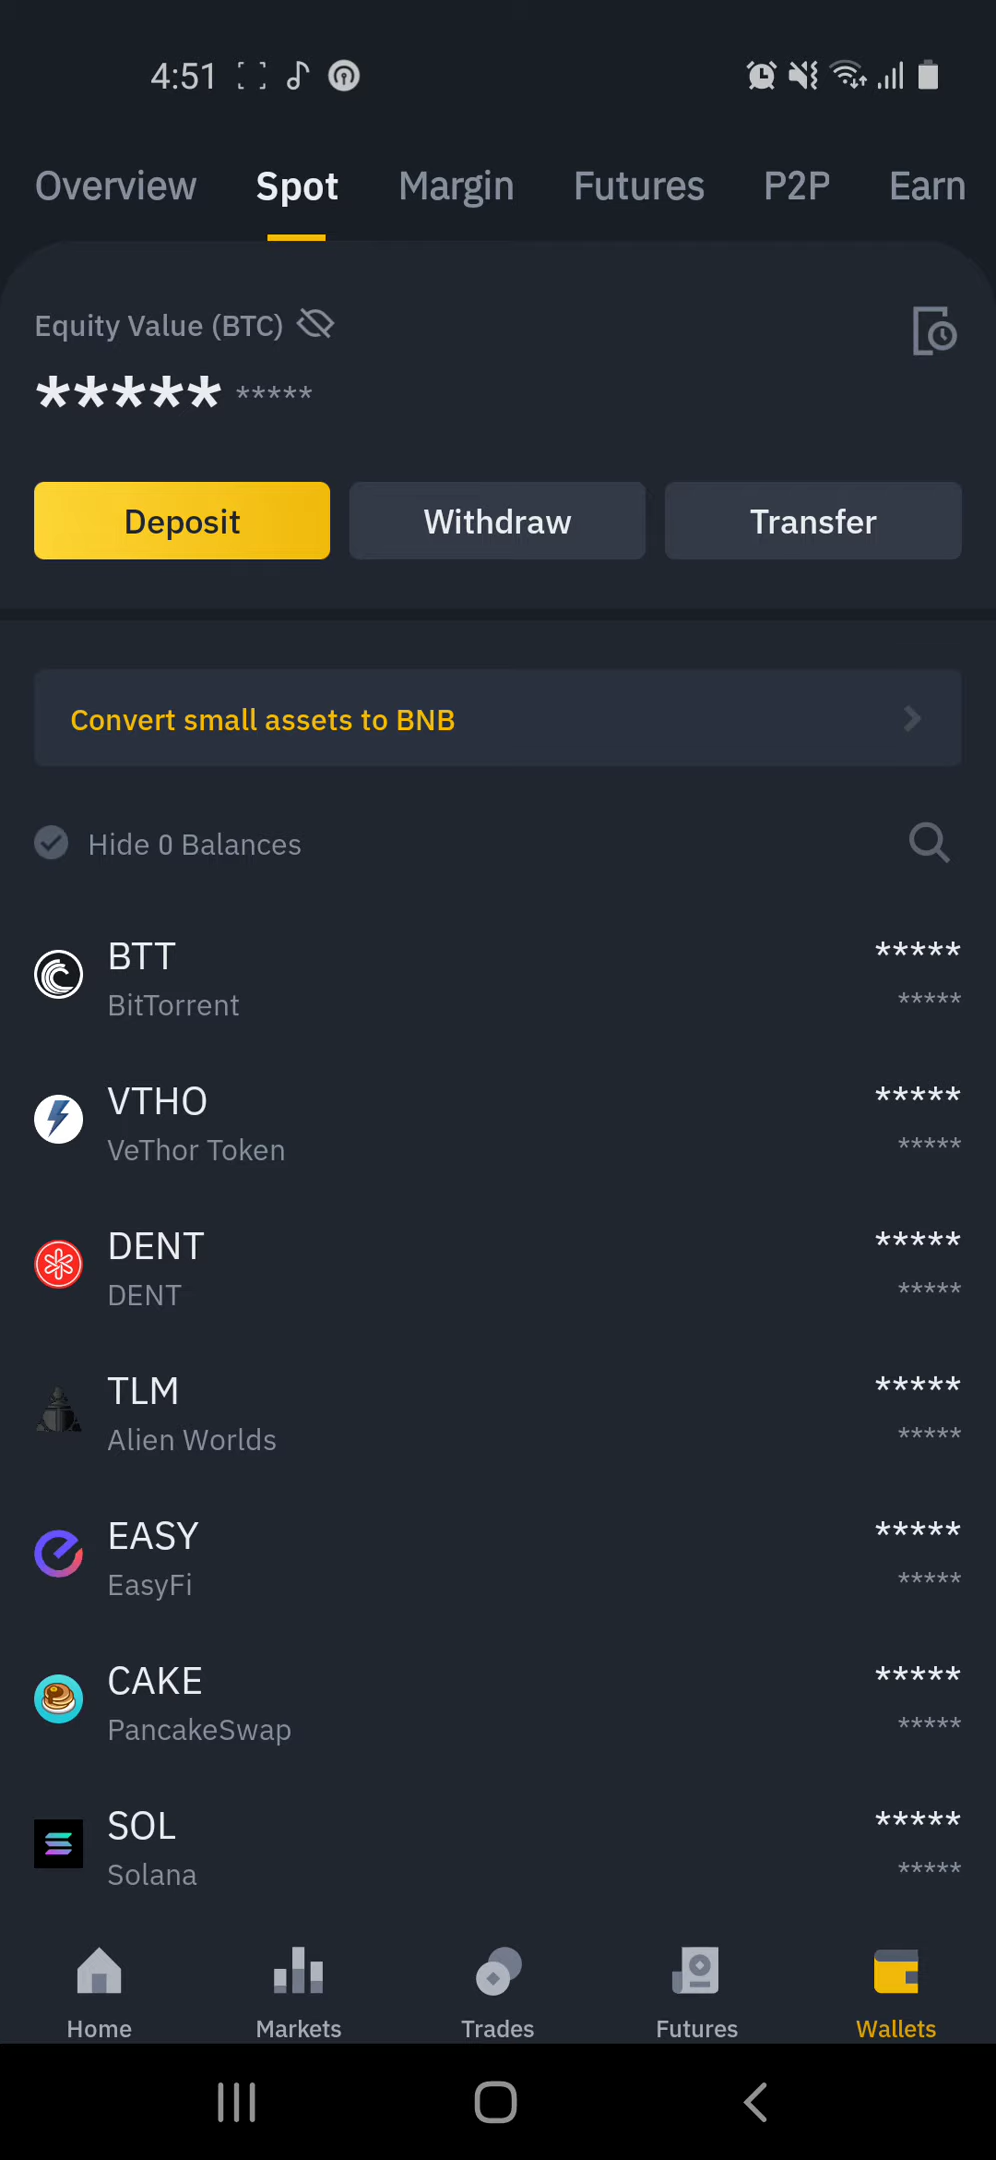 4:51
Overview Spot Margin Futures P2P Earn
Equity Value (BTC)
***** *****
Deposit Withdraw Transfer
Convert small assets to BNB
Hide 0 Balances
BTT *****
BitTorrent *****
VTHO *****
VeThor Token *****
DENT *****
DENT *****
TLM *****
Alien Worlds *****
EASY *****
EasyFi *****
CAKE *****
PancakeSwap *****
SOL *****
Solana *****
Home Markets Trades Futures Wallets